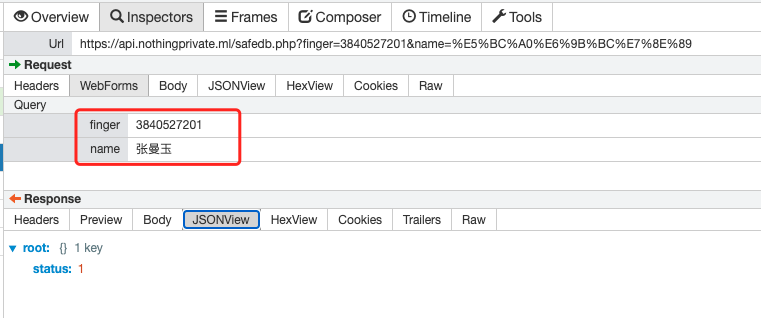 Overview Inspectors Frames Composer Timeline Tools
Url https://api.nothingprivate.ml/safedb.php?finger=3840527201&name=%E5%BC%A0%E6%9B%BC%E7%8E%89
Request
Headers WebForms Body JSONView HexView Cookies Raw
Query
finger 3840527201
name 张曼玉
Response
Headers Preview Body JSONView HexView Cookies Trailers Raw
root: {} 1 key
status: 1